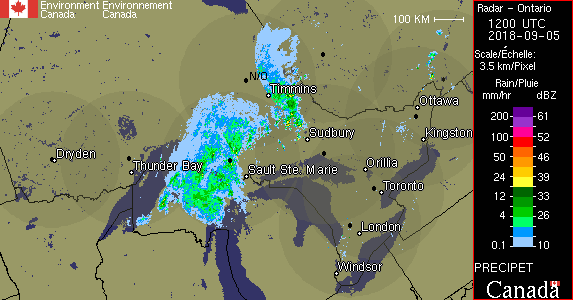 Environment Environnement
Canada Canada
100 KM
N/O
Timmins
Ottawa
Sudbury
Kingston
Dryden
Thunder Bay
Sault Ste. Marie
Orillia
Toronto
London
Windsor
Radar - Ontario
1200 UTC
2018-09-05
Scale/Échelle:
3.5 km/Pixel
Rain/Pluie
mm/hr dBZ
200 61
100 52
50 46
24 39
12 33
4 26
0.1 10
PRECIPET
Canada